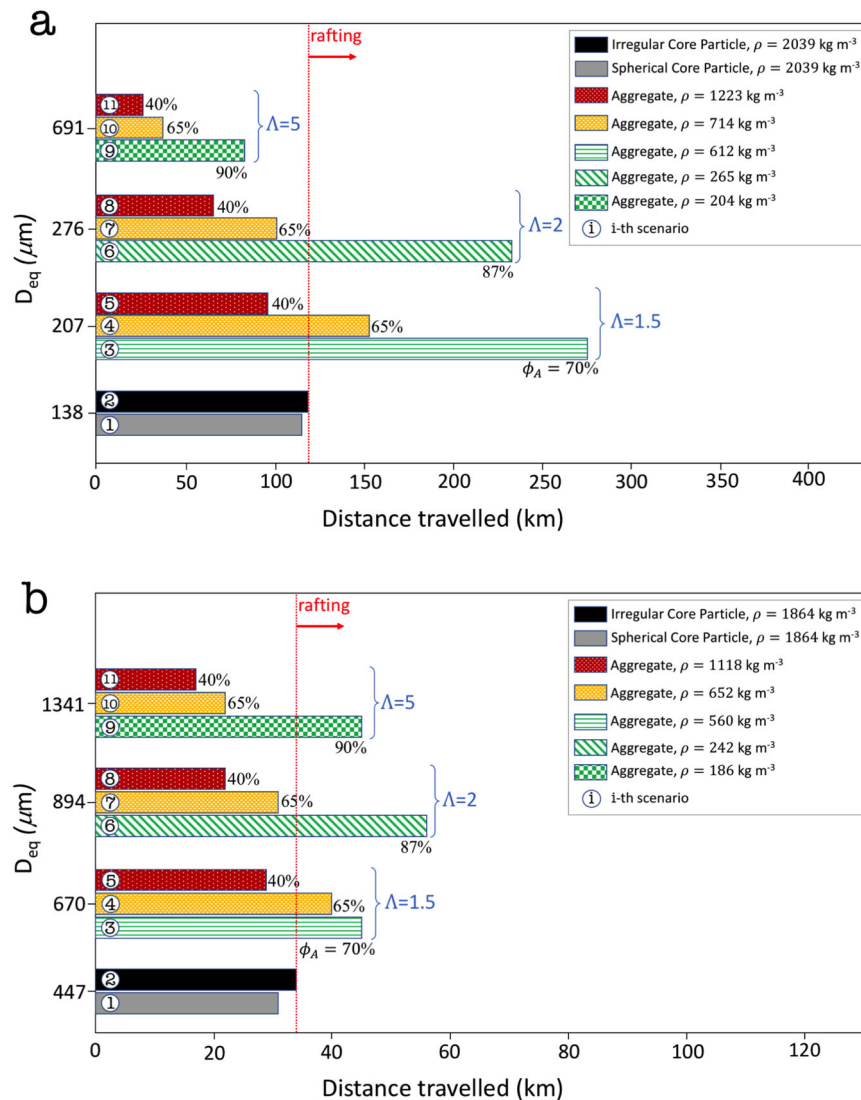 a
rafting
Irregular Core Particle, ρ = 2039 kg m⁻³
Spherical Core Particle, ρ = 2039 kg m⁻³
Aggregate, ρ = 1223 kg m⁻³
Aggregate, ρ = 714 kg m⁻³
Aggregate, ρ = 612 kg m⁻³
Aggregate, ρ = 265 kg m⁻³
Aggregate, ρ = 204 kg m⁻³
i i-th scenario
11 40%
691 10 65% Λ=5
9
90%
8 40%
276 7 65% Λ=2
6
87%
5 40%
207 4 65% Λ=1.5
3
ϕ_A = 70%
2
138
1
D_eq (μm)
0 50 100 150 200 250 300 350 400
Distance travelled (km)
b
rafting
Irregular Core Particle, ρ = 1864 kg m⁻³
Spherical Core Particle, ρ = 1864 kg m⁻³
Aggregate, ρ = 1118 kg m⁻³
Aggregate, ρ = 652 kg m⁻³
Aggregate, ρ = 560 kg m⁻³
Aggregate, ρ = 242 kg m⁻³
Aggregate, ρ = 186 kg m⁻³
i i-th scenario
11 40%
1341 10 65% Λ=5
9
90%
8 40%
894 7 65% Λ=2
6
87%
5 40%
670 4 65% Λ=1.5
3
ϕ_A = 70%
2
447
1
D_eq (μm)
0 20 40 60 80 100 120
Distance travelled (km)